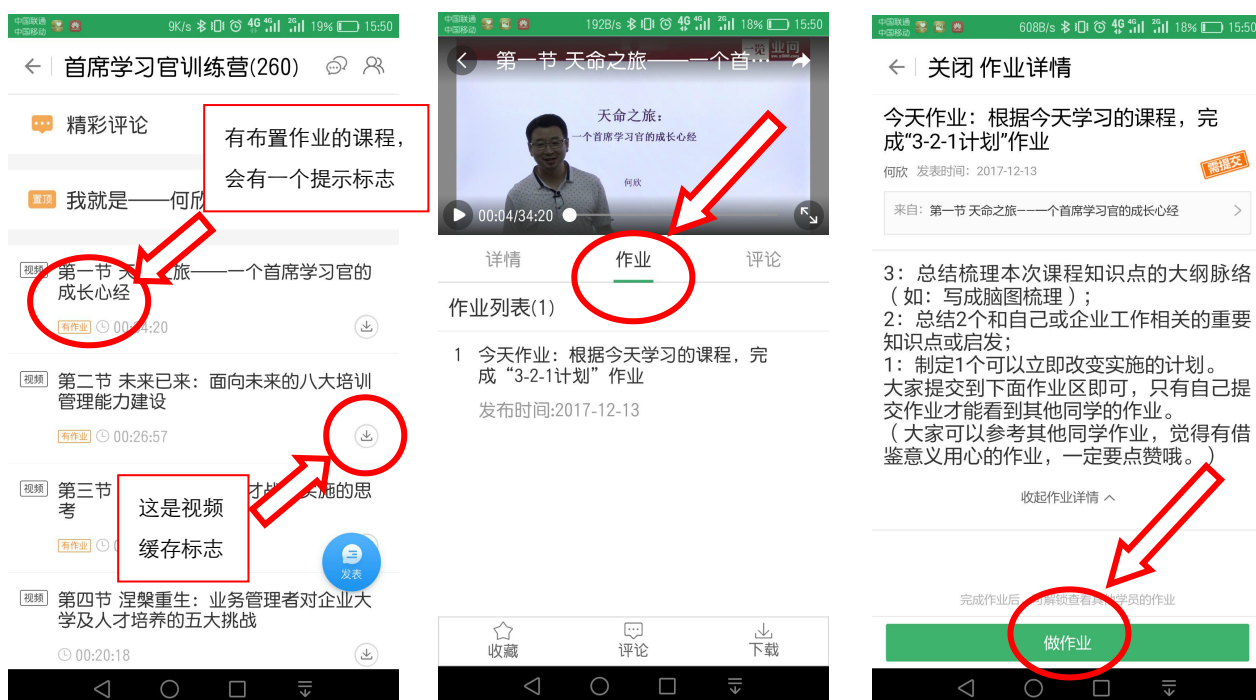 中国联通
中国移动
9K/s 4G 4G 2G 19% 15:50
首席学习官训练营(260)
精彩评论
有布置作业的课程，
会有一个提示标志
置顶 我就是——何欣
视频 第一节 天 之旅——一个首席学习官的
成长心经
有作业 00: 4:20
视频 第二节 未来已来：面向未来的八大培训
管理能力建设
有作业 00:26:57
视频 第三节 施的思
考
有作业
这是视频
缓存标志
发表
视频 第四节 涅槃重生：业务管理者对企业大
学及人才培养的五大挑战
00:20:18
中国联通
中国移动
192B/s 4G 4G 2G 18% 15:50
第一节 天命之旅——一个首…
一览 业问
天命之旅：
一个首席学习官的成长心经
何欣
00:04/34:20
详情 作业 评论
作业列表(1)
1 今天作业：根据今天学习的课程，完
成“3-2-1计划”作业
发布时间:2017-12-13
收藏 评论 下载
中国联通
中国移动
608B/s 4G 4G 2G 18% 15:50
关闭 作业详情
今天作业：根据今天学习的课程，完
成“3-2-1计划”作业
何欣 发表时间：2017-12-13
需提交
来自：第一节 天命之旅———个首席学习官的成长心经
3：总结梳理本次课程知识点的大纲脉络
（如：写成脑图梳理）；
2：总结2个和自己或企业工作相关的重要
知识点或启发；
1：制定1个可以立即改变实施的计划。
大家提交到下面作业区即可，只有自己提
交作业才能看到其他同学的作业。
（大家可以参考其他同学作业，觉得有借
鉴意义用心的作业，一定要点赞哦。）
收起作业详情
完成作业后 可解锁查看其他学员的作业
做作业